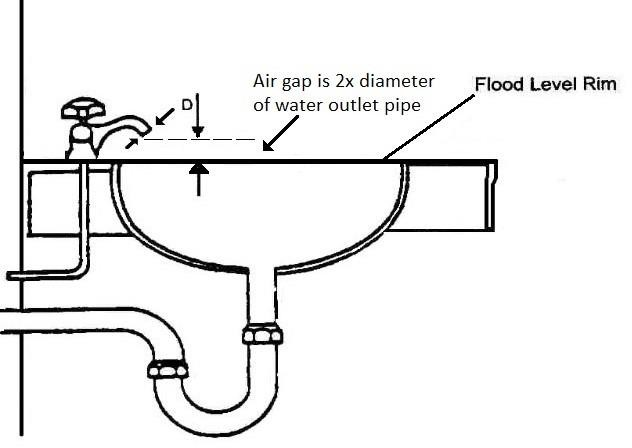 D
Air gap is 2x diameter
of water outlet pipe
Flood Level Rim